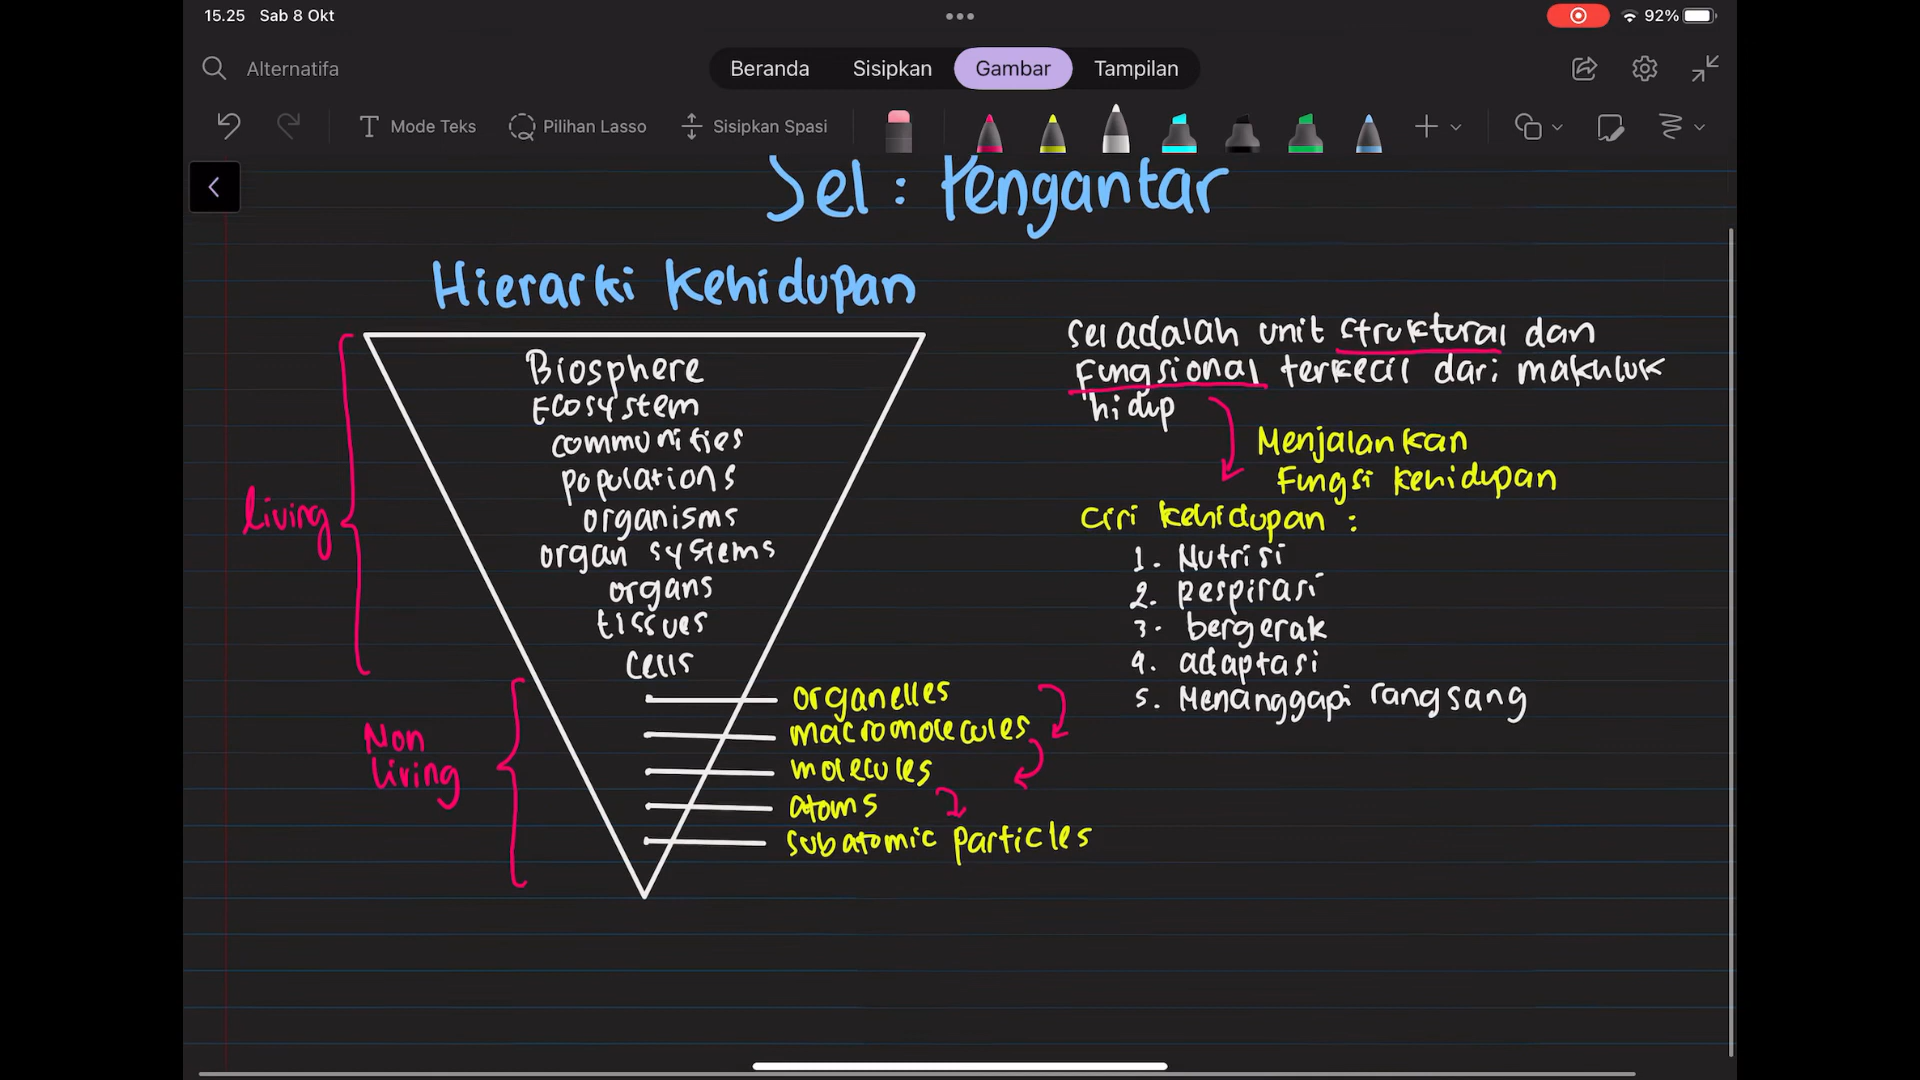 15.25 Sab 8 Okt
92%
Alternatifa
Beranda Sisipkan Gambar Tampilan
Mode Teks Pilihan Lasso Sisipkan Spasi
Sel : Pengantar
Hierarki Kehidupan
Biosphere
Ecosystem
communities
populations
organisms
organ systems
organs
tissues
Cells
living
Non
living
organelles
macromolecules
molecules
atoms
subatomic particles
Sel adalah unit struktural dan
Fungsional terkecil dari makhluk
hidup
Menjalankan
Fungsi kehidupan
Ciri kehidupan :
1. Nutrisi
2. Respirasi
3. bergerak
4. adaptasi
5. Menanggapi rangsang